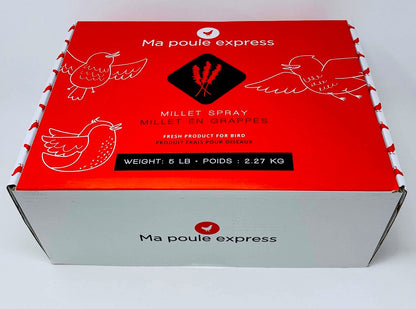 Ma poule express
MILLET SPRAY
MILLET EN GRAPPES
FRESH PRODUCT FOR BIRD
PRODUIT FRAIS POUR OISEAUX
WEIGHT: 5 LB • POIDS : 2.27 KG
Ma poule express